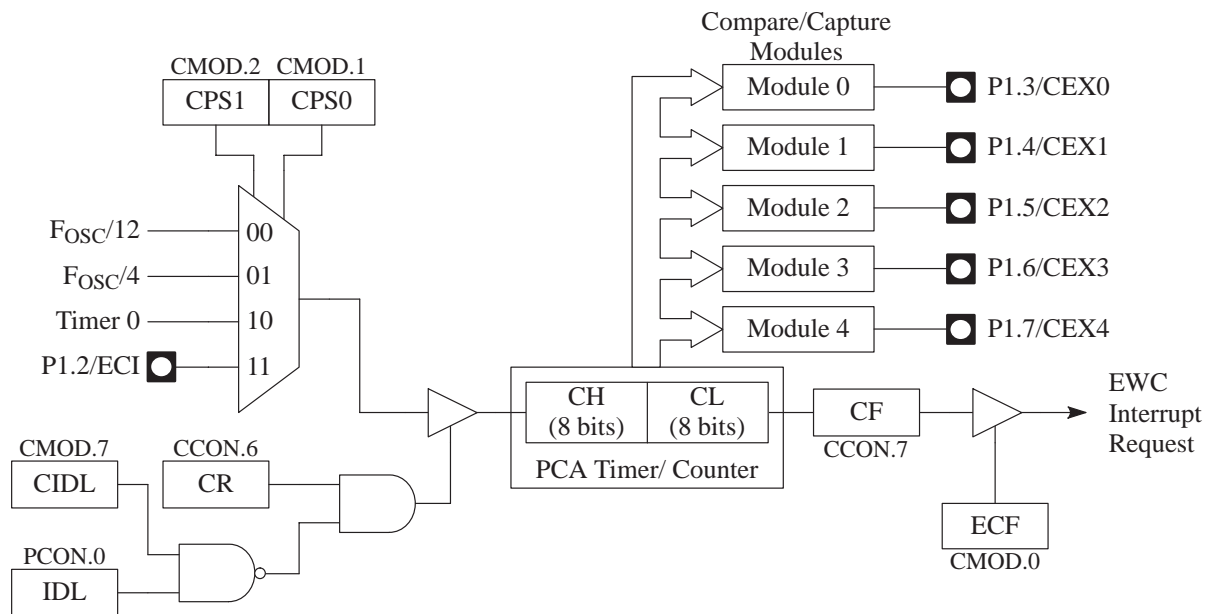 Compare/Capture
Modules
CMOD.2 CMOD.1
CPS1 CPS0
Module 0 P1.3/CEX0
Module 1 P1.4/CEX1
Module 2 P1.5/CEX2
Module 3 P1.6/CEX3
Module 4 P1.7/CEX4
FOSC/12 00
FOSC/4 01
Timer 0 10
P1.2/ECI 11
CH CL
(8 bits) (8 bits)
PCA Timer/ Counter
CF
CCON.7
EWC
Interrupt
Request
CMOD.7 CCON.6
CIDL CR
ECF
CMOD.0
PCON.0
IDL